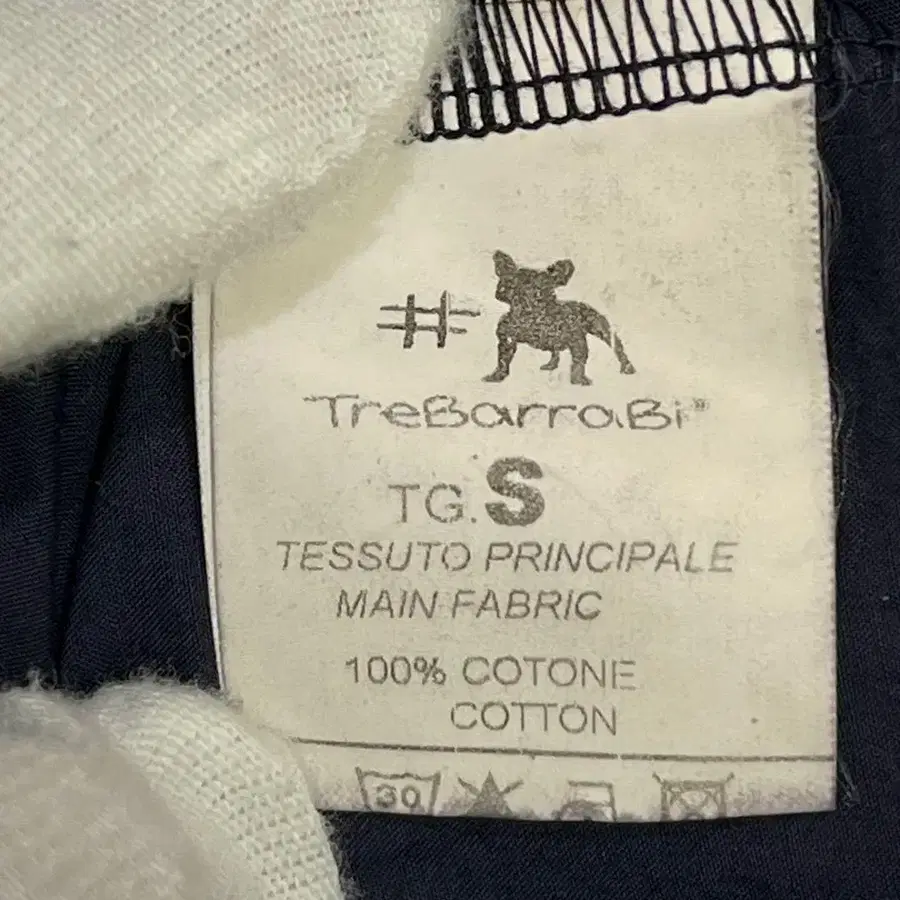 #
TreBarraBi®
TG. S
TESSUTO PRINCIPALE
MAIN FABRIC
100% COTONE
COTTON
30